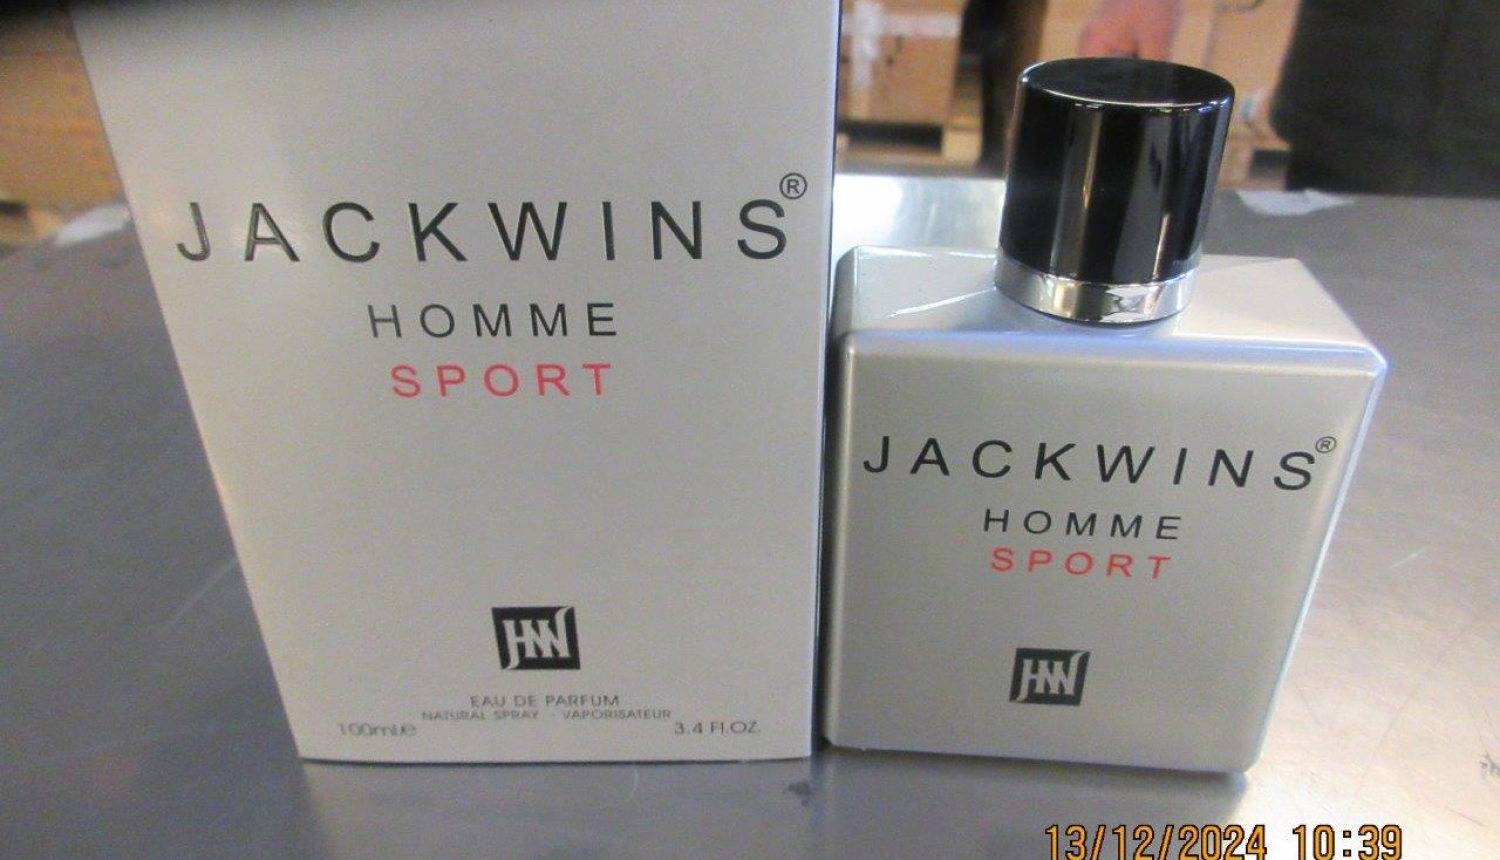 JACKWINS®
HOMME
SPORT
JHW
EAU DE PARFUM
NATURAL SPRAY - VAPORISATEUR
100ml.e
3.4 Fl.OZ.
JACKWINS®
HOMME
SPORT
JHW
13/12/2024 10:39